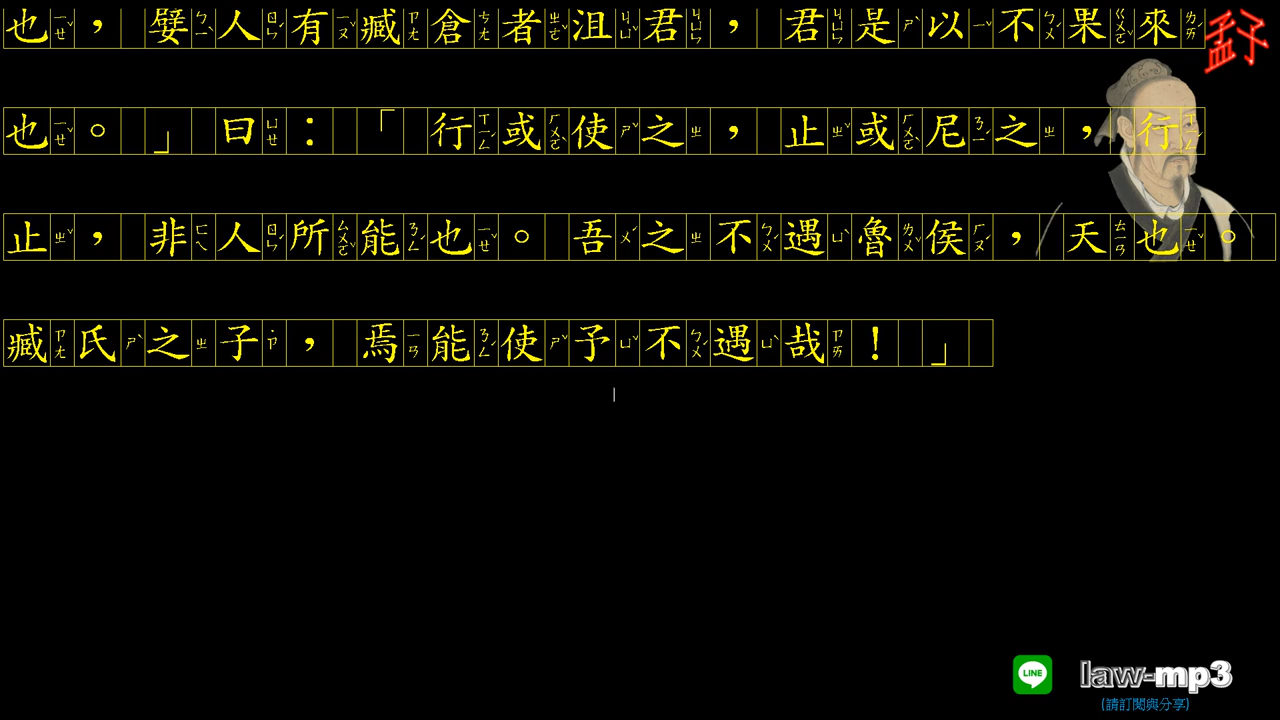 也，嬖人有臧倉者沮君，君是以不果來
孟子
也。」曰：「行或使之，止或尼之，行
止，非人所能也。吾之不遇魯侯，天也。
臧氏之子，焉能使予不遇哉！」
LINE
law-mp3
(請訂閱與分享)